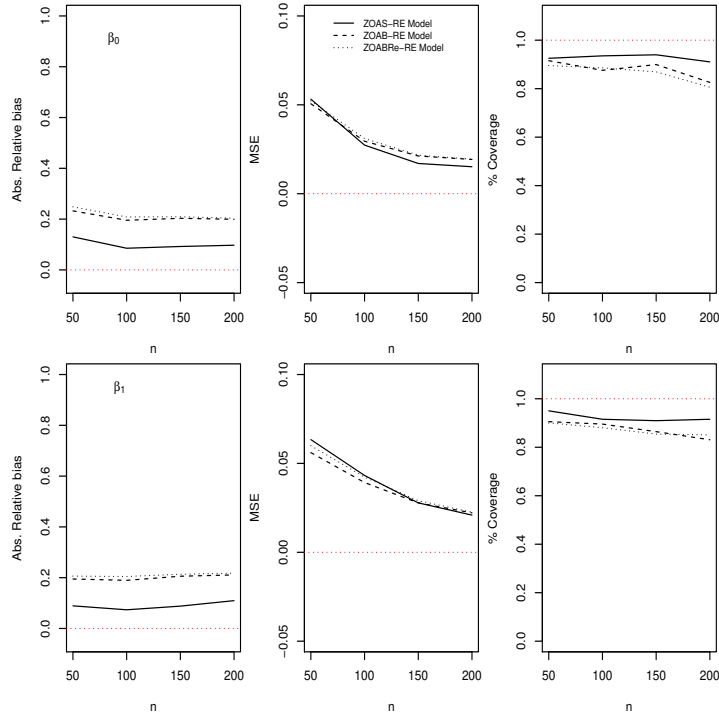 β0
Abs. Relative bias
0.0 0.2 0.4 0.6 0.8 1.0
50 100 150 200
n
ZOAS-RE Model
ZOAB-RE Model
ZOABRe-RE Model
MSE
−0.05 0.00 0.05 0.10
50 100 150 200
n
% Coverage
0.0 0.2 0.4 0.6 0.8 1.0
50 100 150 200
n
β1
Abs. Relative bias
0.0 0.2 0.4 0.6 0.8 1.0
50 100 150 200
n
MSE
−0.05 0.00 0.05 0.10
50 100 150 200
n
% Coverage
0.0 0.2 0.4 0.6 0.8 1.0
50 100 150 200
n